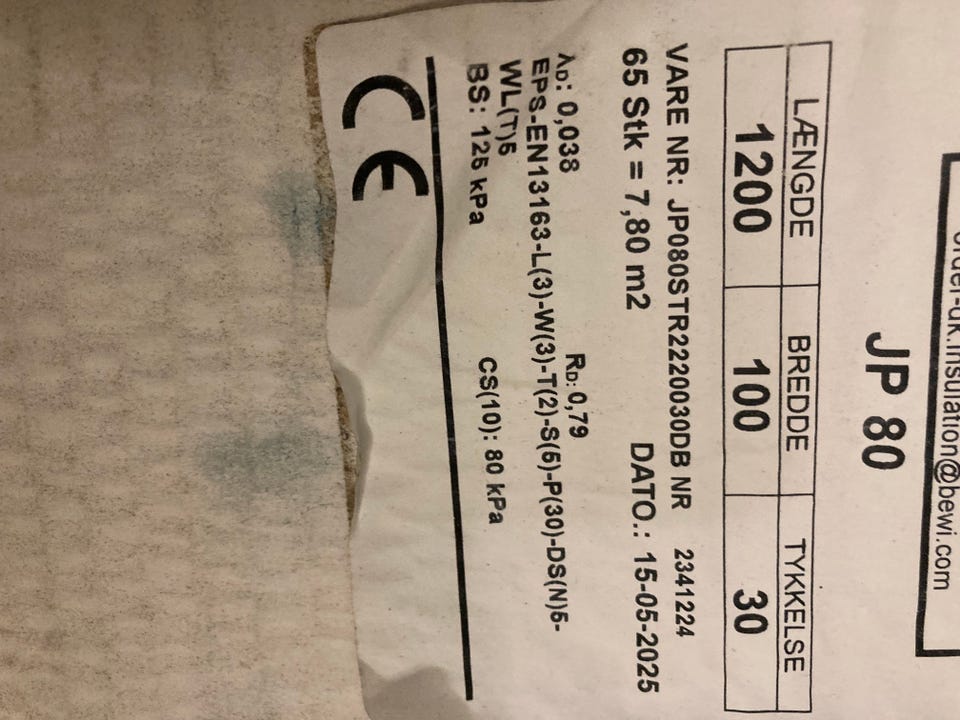 order-dk.insulation@bewi.com
JP 80
LÆNGDE BREDDE TYKKELSE
1200 100 30
VARE NR: JP080STR2220030DB NR 2341224
65 Stk = 7,80 m2 DATO.: 15-05-2025
λD: 0,038 RD: 0,79
EPS-EN13163-L(3)-W(3)-T(2)-S(5)-P(30)-DS(N)5-
WL(T)5
BS: 125 kPa CS(10): 80 kPa
CE